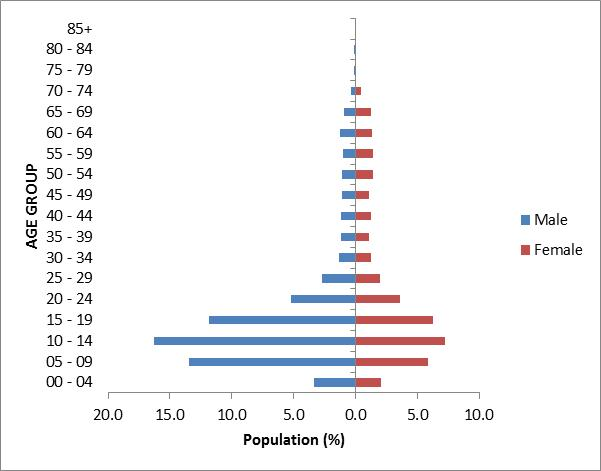 85+
80 - 84
75 - 79
70 - 74
65 - 69
60 - 64
55 - 59
50 - 54
45 - 49
40 - 44
35 - 39
30 - 34
25 - 29
20 - 24
15 - 19
10 - 14
05 - 09
00 - 04
AGE GROUP
Male
Female
20.0 15.0 10.0 5.0 0.0 5.0 10.0
Population (%)